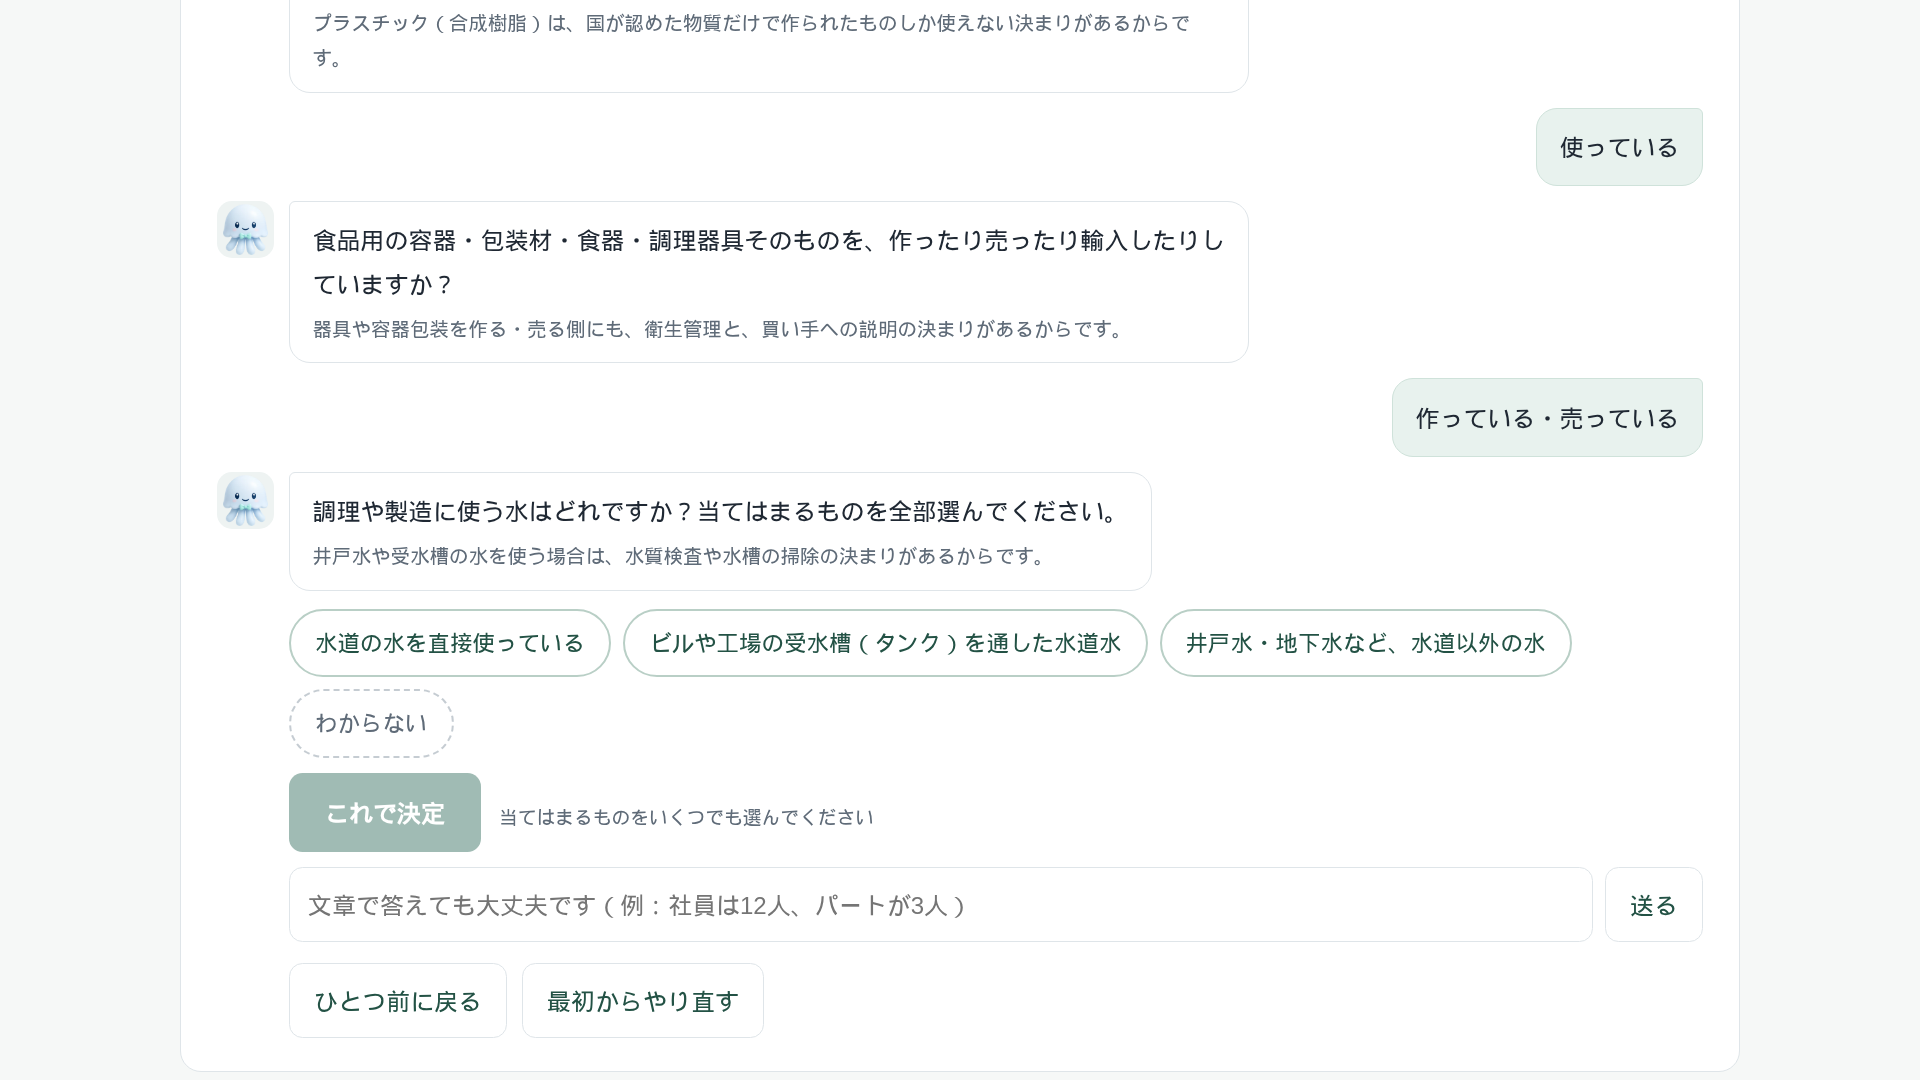 プラスチック（合成樹脂）は、国が認めた物質だけで作られたものしか使えない決まりがあるからで
す。
使っている
食品用の容器・包装材・食器・調理器具そのものを、作ったり売ったり輸入したりし
ていますか？
器具や容器包装を作る・売る側にも、衛生管理と、買い手への説明の決まりがあるからです。
作っている・売っている
調理や製造に使う水はどれですか？当てはまるものを全部選んでください。
井戸水や受水槽の水を使う場合は、水質検査や水槽の掃除の決まりがあるからです。
水道の水を直接使っている
ビルや工場の受水槽（タンク）を通した水道水
井戸水・地下水など、水道以外の水
わからない
これで決定
当てはまるものをいくつでも選んでください
文章で答えても大丈夫です（例：社員は12人、パートが3人）
送る
ひとつ前に戻る
最初からやり直す